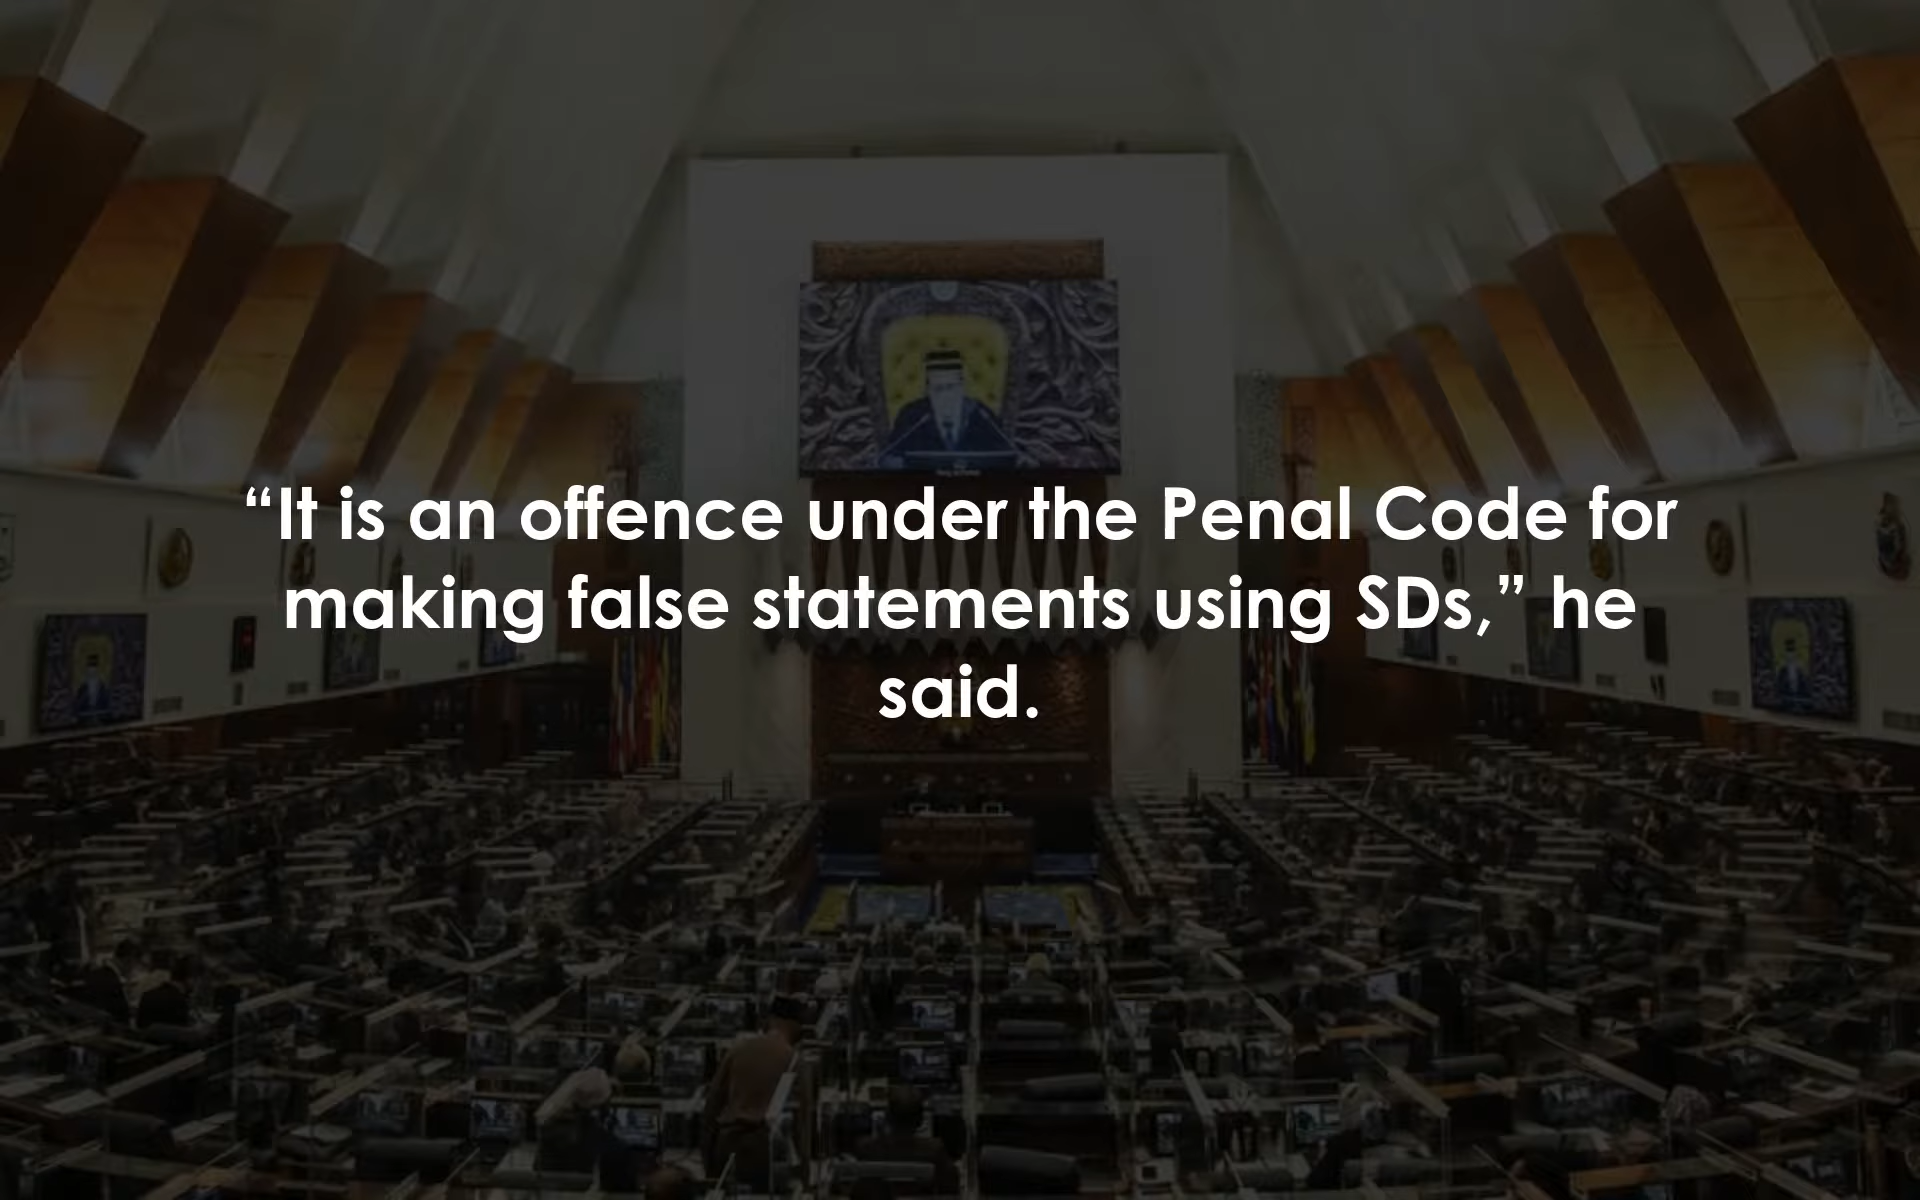 “It is an offence under the Penal Code for
making false statements using SDs,” he
said.